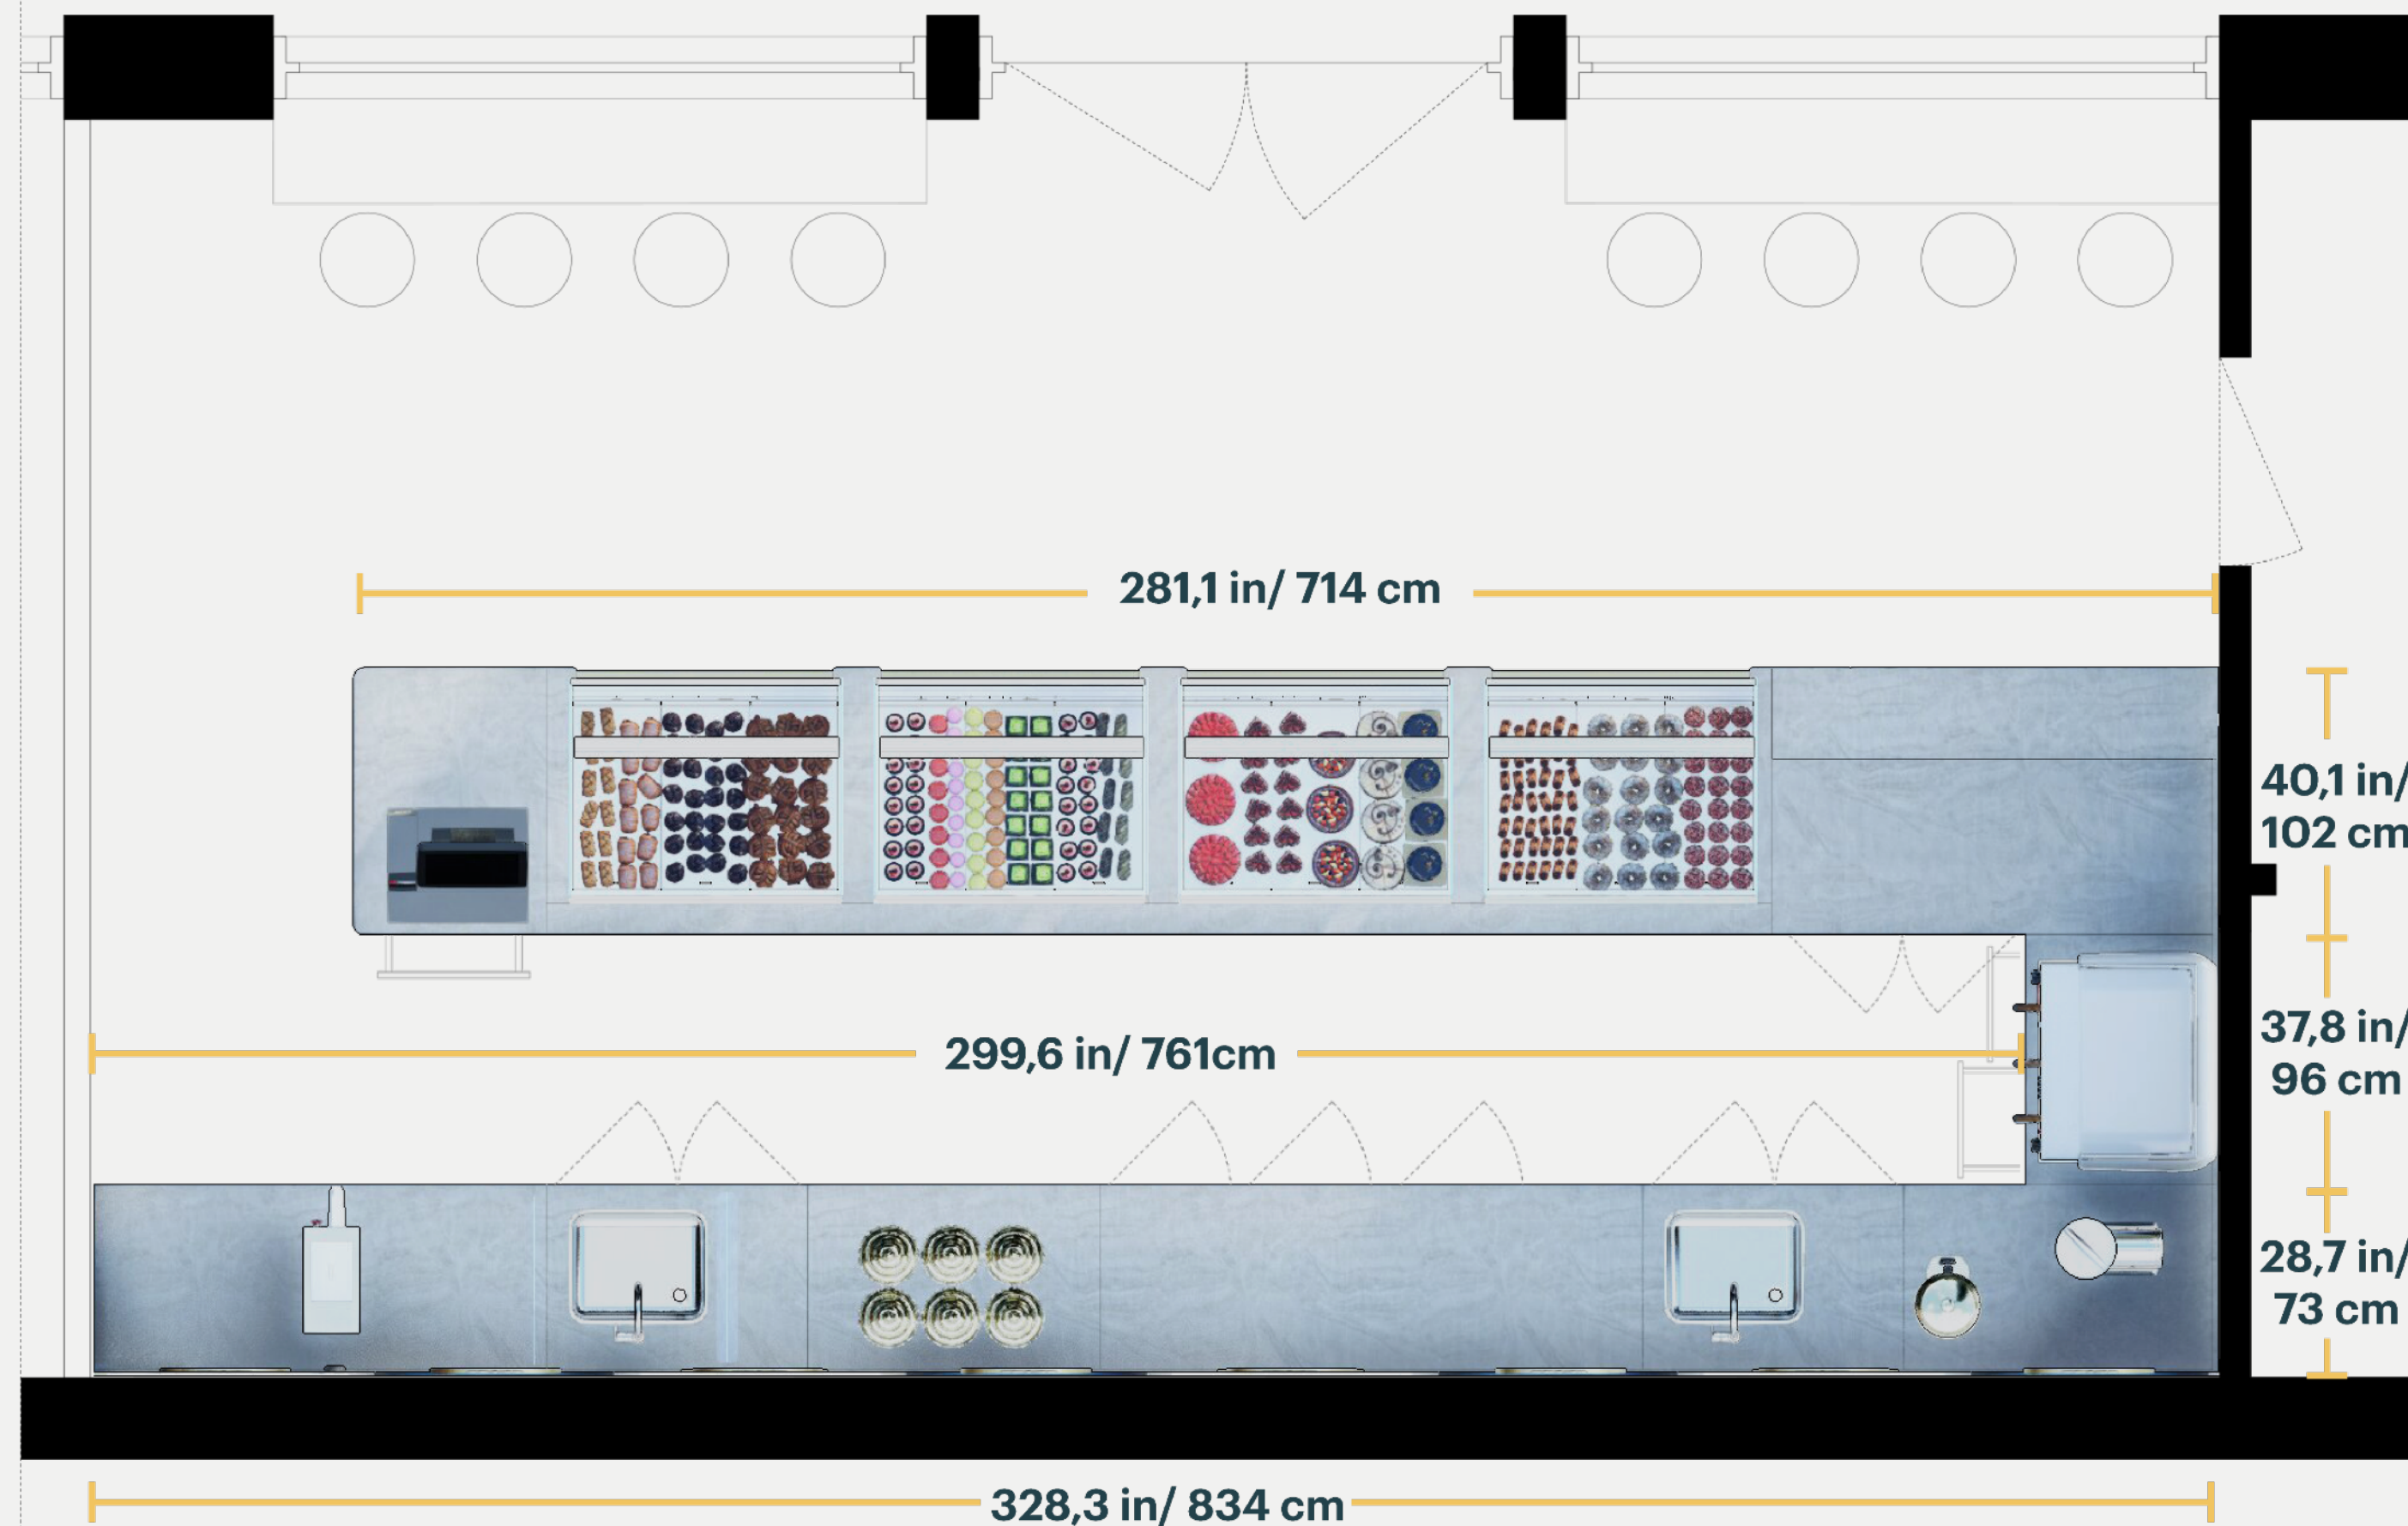 281,1 in/ 714 cm
40,1 in/
102 cm
37,8 in/
96 cm
299,6 in/ 761cm
28,7 in/
73 cm
328,3 in/ 834 cm